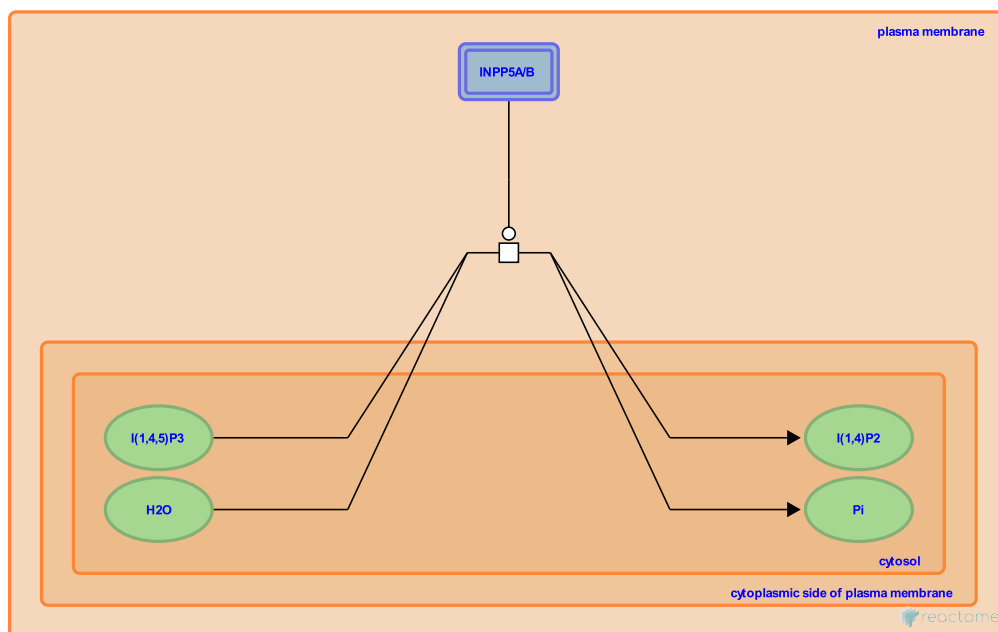 plasma membrane
INPP5A/B
I(1,4,5)P3
I(1,4)P2
H2O
Pi
cytosol
cytoplasmic side of plasma membrane
reactome